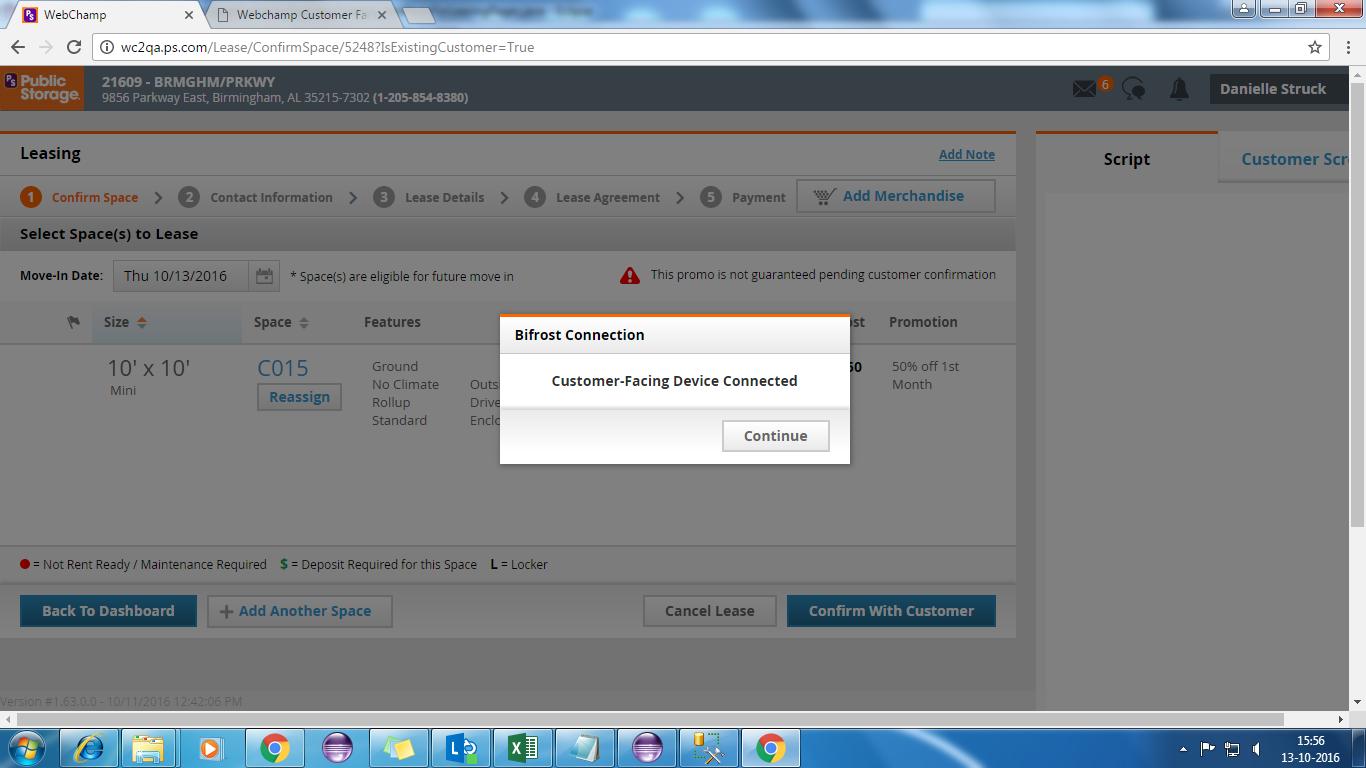 WebChamp
Webchamp Customer Fa
wc2qa.ps.com/Lease/ConfirmSpace/5248?IsExistingCustomer=True
PS Public Storage.
21609 - BRMGHM/PRKWY
9856 Parkway East, Birmingham, AL 35215-7302 (1-205-854-8380)
6
Danielle Struck
Leasing
Add Note
Script
Customer Scr
1 Confirm Space
2 Contact Information
3 Lease Details
4 Lease Agreement
5 Payment
Add Merchandise
Select Space(s) to Lease
Move-In Date:
Thu 10/13/2016
* Space(s) are eligible for future move in
This promo is not guaranteed pending customer confirmation
Size
Space
Features
ost
Promotion
10' x 10'
Mini
C015
Reassign
Ground
No Climate
Rollup
Standard
Outsi
Drive
Enclo
50
50% off 1st
Month
Bifrost Connection
Customer-Facing Device Connected
Continue
= Not Rent Ready / Maintenance Required
$ = Deposit Required for this Space
L = Locker
Back To Dashboard
+ Add Another Space
Cancel Lease
Confirm With Customer
Version #1.63.0.0 - 10/11/2016 12:42:06 PM
15:56
13-10-2016